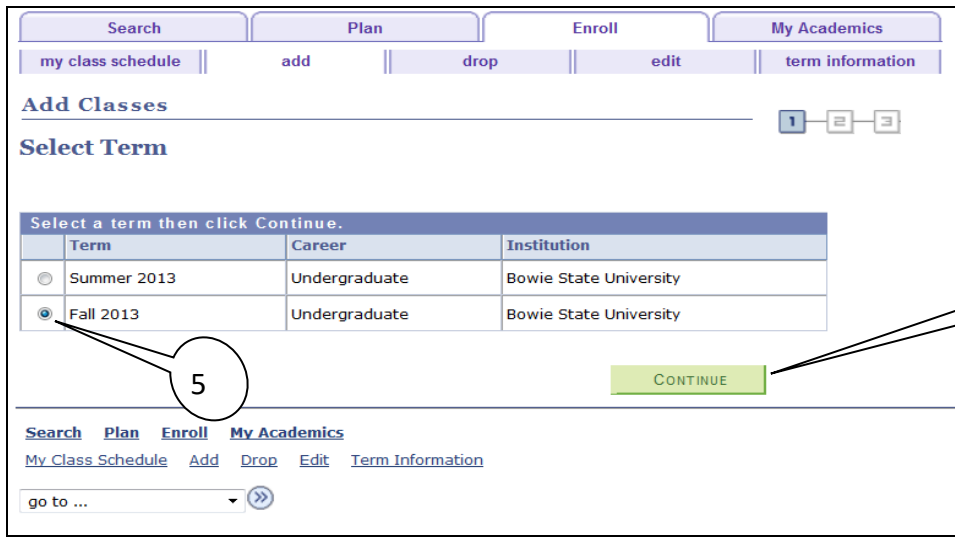 Search Plan Enroll My Academics
my class schedule add drop edit term information
Add Classes
1 2 3
Select Term
Select a term then click Continue.
Term Career Institution
Summer 2013 Undergraduate Bowie State University
Fall 2013 Undergraduate Bowie State University
5
CONTINUE
Search Plan Enroll My Academics
My Class Schedule Add Drop Edit Term Information
go to ...